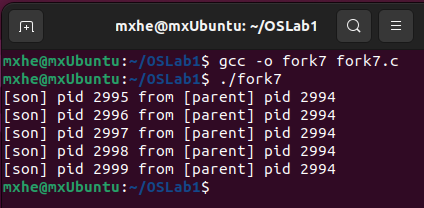 mxhe@mxUbuntu: ~/OSLab1
mxhe@mxUbuntu:~/OSLab1$ gcc -o fork7 fork7.c
mxhe@mxUbuntu:~/OSLab1$ ./fork7
[son] pid 2995 from [parent] pid 2994
[son] pid 2996 from [parent] pid 2994
[son] pid 2997 from [parent] pid 2994
[son] pid 2998 from [parent] pid 2994
[son] pid 2999 from [parent] pid 2994
mxhe@mxUbuntu:~/OSLab1$